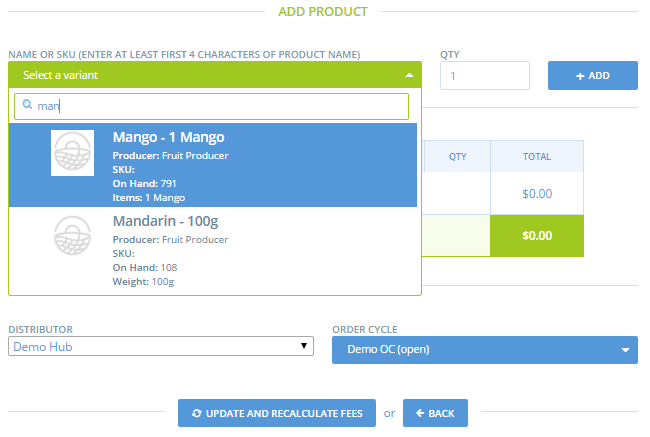 ADD PRODUCT
NAME OR SKU (ENTER AT LEAST FIRST 4 CHARACTERS OF PRODUCT NAME)
QTY
Select a variant
1
+ ADD
man
Mango - 1 Mango
Producer: Fruit Producer
SKU:
On Hand: 791
Items: 1 Mango
Mandarin - 100g
Producer: Fruit Producer
SKU:
On Hand: 108
Weight: 100g
QTY TOTAL
$0.00
$0.00
DISTRIBUTOR
Demo Hub
ORDER CYCLE
Demo OC (open)
UPDATE AND RECALCULATE FEES or BACK